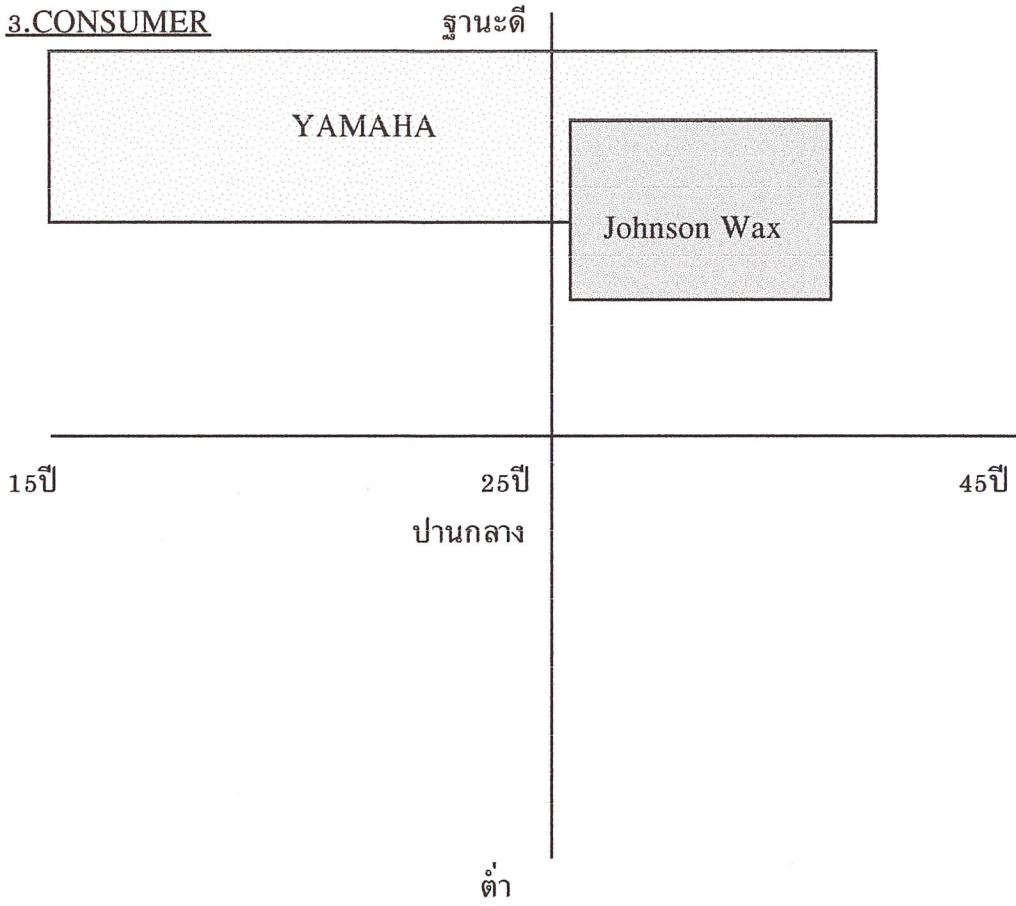 3.CONSUMER
ฐานะดี
YAMAHA
Johnson Wax
15ปี
25ปี
45ปี
ปานกลาง
ต่ำ